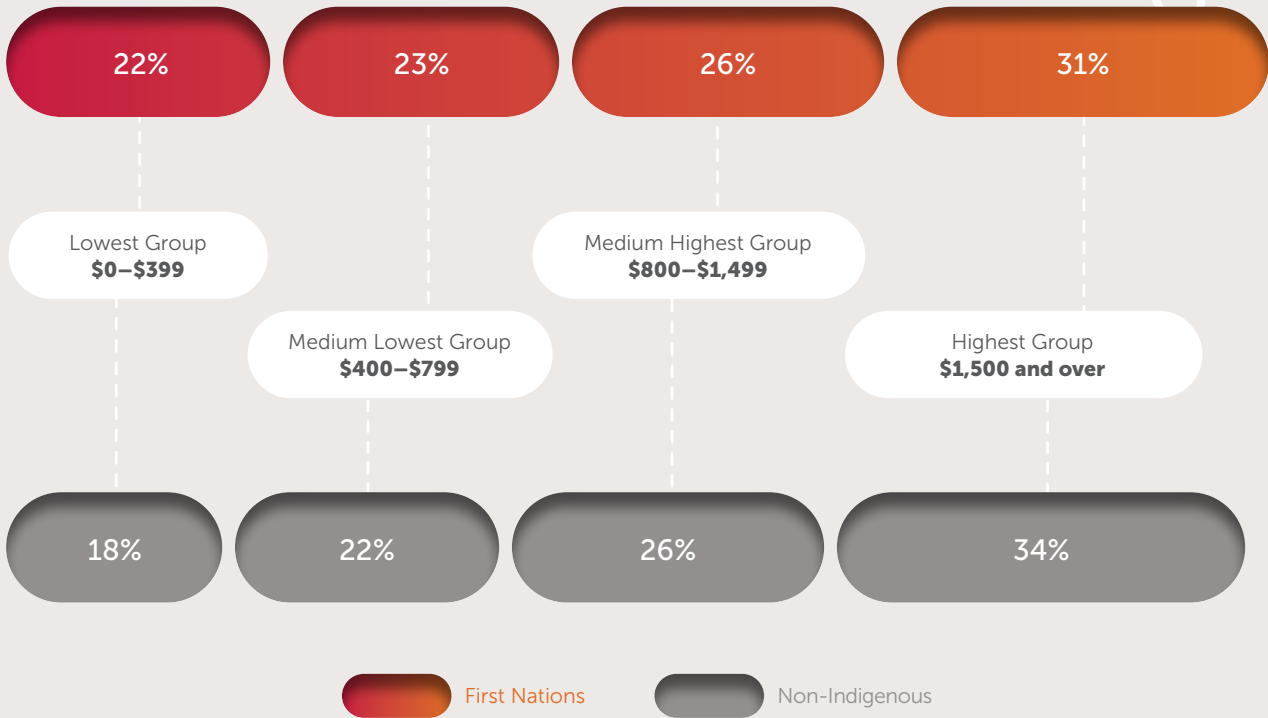 22%
23%
26%
31%
Lowest Group
$0–$399
Medium Highest Group
$800–$1,499
Medium Lowest Group
$400–$799
Highest Group
$1,500 and over
18%
22%
26%
34%
First Nations
Non-Indigenous